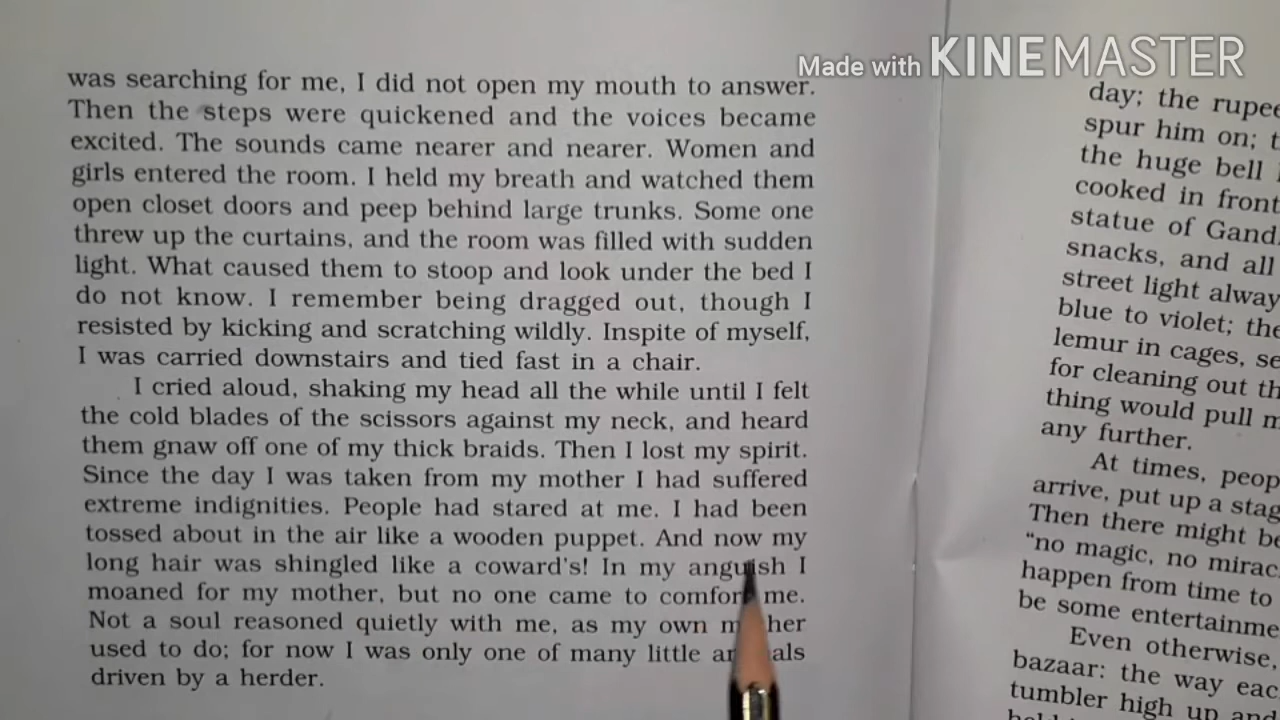 Made with KINEMASTER
was searching for me, I did not open my mouth to answer.
Then the steps were quickened and the voices became
excited. The sounds came nearer and nearer. Women and
girls entered the room. I held my breath and watched them
open closet doors and peep behind large trunks. Some one
threw up the curtains, and the room was filled with sudden
light. What caused them to stoop and look under the bed I
do not know. I remember being dragged out, though I
resisted by kicking and scratching wildly. Inspite of myself,
I was carried downstairs and tied fast in a chair.
I cried aloud, shaking my head all the while until I felt
the cold blades of the scissors against my neck, and heard
them gnaw off one of my thick braids. Then I lost my spirit.
Since the day I was taken from my mother I had suffered
extreme indignities. People had stared at me. I had been
tossed about in the air like a wooden puppet. And now my
long hair was shingled like a coward's! In my anguish I
moaned for my mother, but no one came to comfort me.
Not a soul reasoned quietly with me, as my own mother
used to do; for now I was only one of many little animals
driven by a herder.
day; the
spur him on;
the huge bell
cooked in front
statue of
snacks, and all
street light
blue to violet;
lemur in cages,
for cleaning out
thing would pull
any further.
At times,
arrive, put up a
Then there might
"no magic, no
happen from time to
be some
Even otherwise,
bazaar: the way
tumbler high up